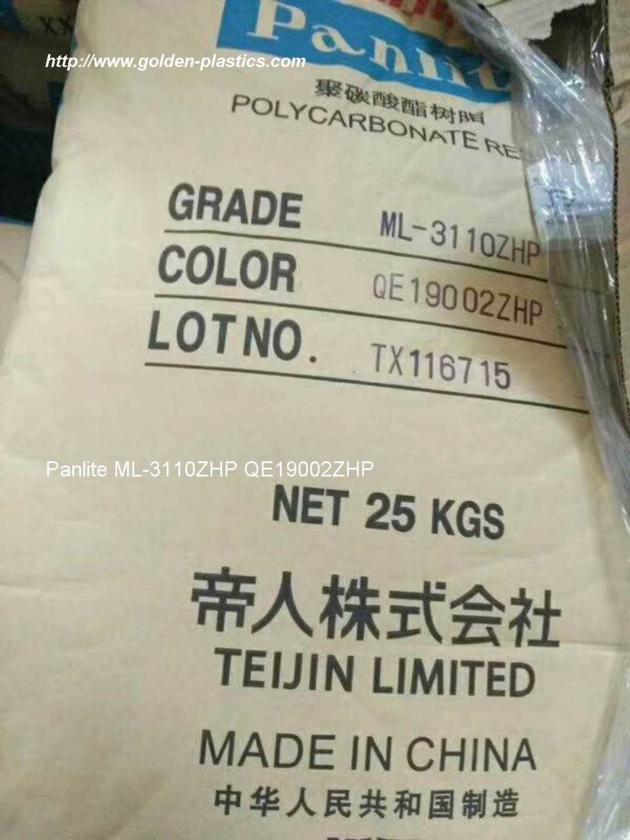 Panlit
http://www.golden-plastics.com
聚碳酸酯树脂
POLYCARBONATE RE
GRADE ML-3110ZHP
COLOR QE19002ZHP
LOT NO. TX116715
Panlite ML-3110ZHP QE19002ZHP
NET 25 KGS
帝人株式会社
TEIJIN LIMITED
MADE IN CHINA
中华人民共和国制造